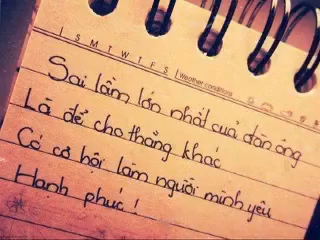 I S M T W T F S | Weather conditions
Sai lầm lớn nhất của đàn ông
Là để cho thằng khác
Có cơ hội làm người mình yêu
Hạnh phúc !